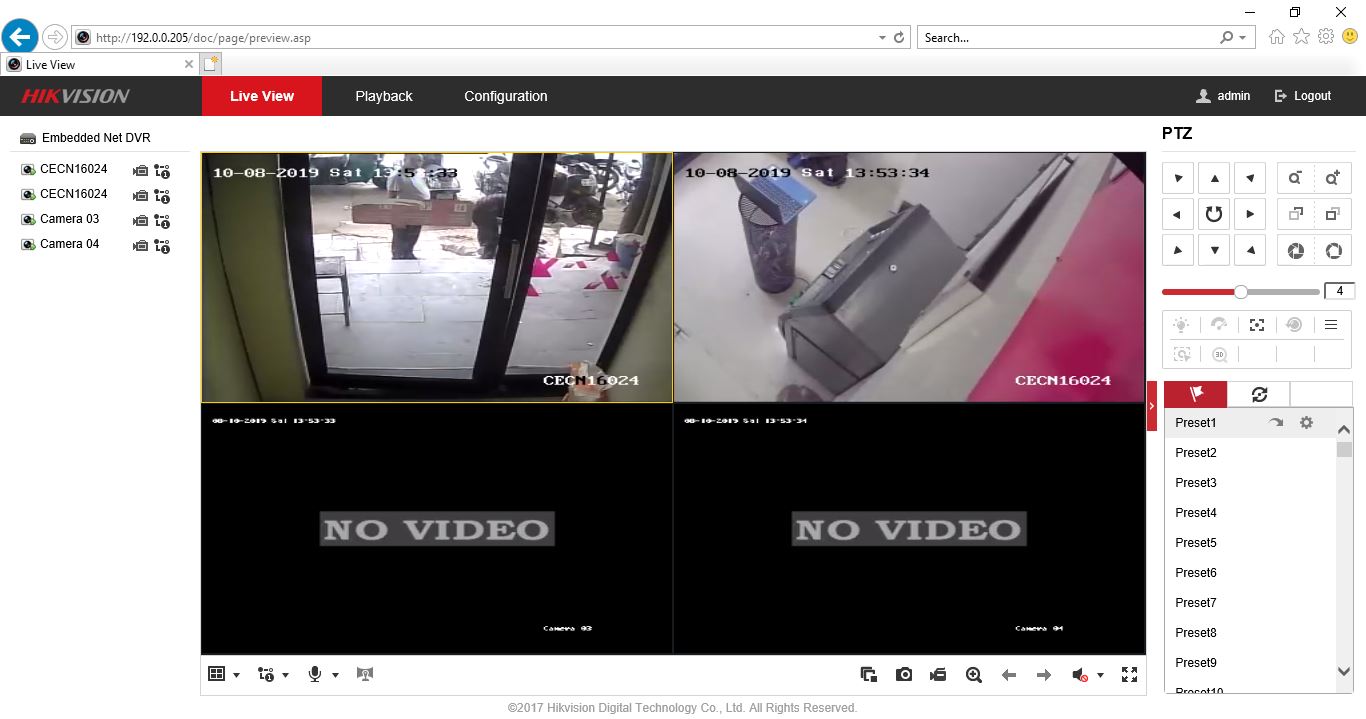 http://192.0.0.205/doc/page/preview.asp
Search...
Live View
HIKVISION
Live View
Playback
Configuration
admin
Logout
Embedded Net DVR
CECN16024
CECN16024
Camera 03
Camera 04
10-08-2019 Sat 13:53:33
CECN16024
10-08-2019 Sat 13:53:34
CECN16024
08-10-2019 Sat 13:53:33
NO VIDEO
Camera 03
08-10-2019 Sat 13:53:34
NO VIDEO
Camera 04
PTZ
4
3D
Preset1
Preset2
Preset3
Preset4
Preset5
Preset6
Preset7
Preset8
Preset9
Preset10
©2017 Hikvision Digital Technology Co., Ltd. All Rights Reserved.